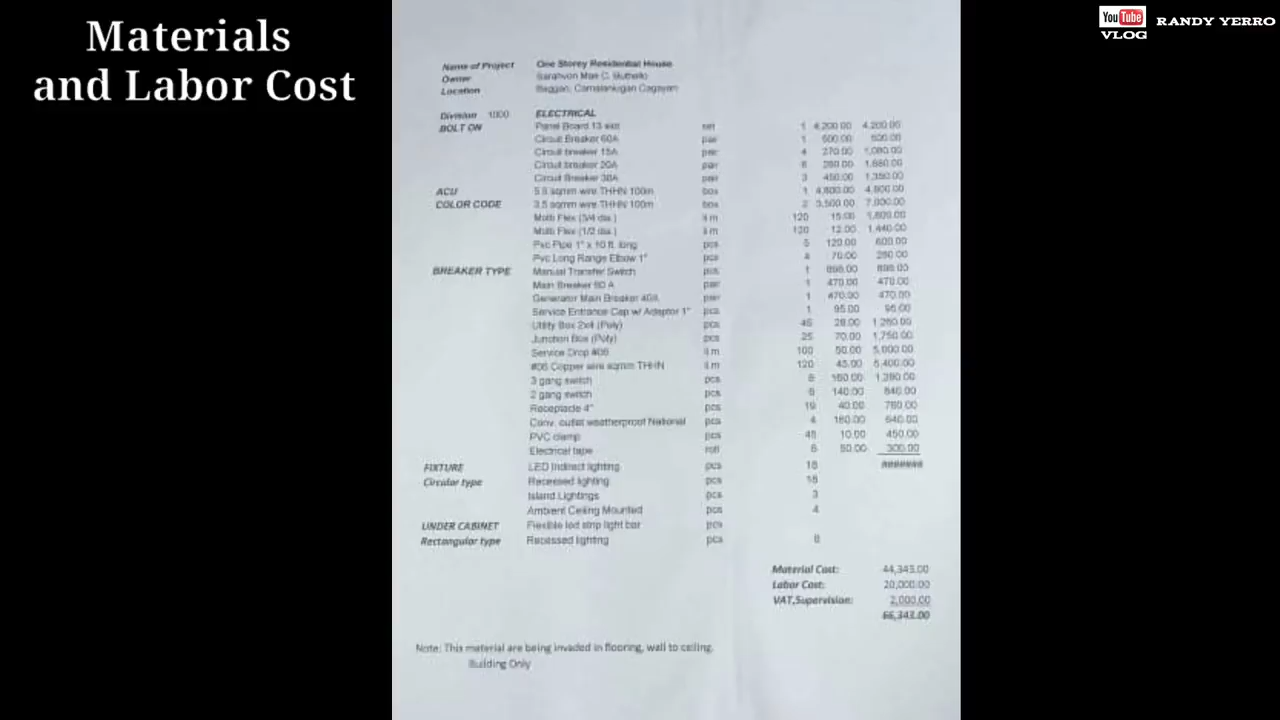 Materials
and Labor Cost
YouTube
VLOG
RANDY YERRO
Name of Project One Storey Residential House
Owner Mae C.
Location Camalaniugan Cagayan
Division 1000 ELECTRICAL
BOLT ON Panel Board 13 slot set 1 4,200.00 4,200.00
Circuit Breaker 60A pair 1 500.00 500.00
Circuit breaker 15A pair 4 270.00 1,080.00
Circuit breaker 20A pair 6 280.00 1,680.00
Circuit Breaker 30A pair 3 450.00 1,350.00
ACU 5.5 sqmm wire THHN 100m box 1 4,800.00 4,800.00
COLOR CODE 3.5 sqmm wire THHN 100m box 2 3,500.00 7,000.00
Multi Flex (3/4 dia.) li.m 120 15.00 1,800.00
Multi Flex (1/2 dia.) li.m 120 12.00 1,440.00
Pvc Pipe 1" x 10 ft. long pcs 5 120.00 600.00
Pvc Long Range Elbow 1" pcs 4 70.00 280.00
BREAKER TYPE Manual Transfer Switch pcs 1 898.00 898.00
Main Breaker 60 A pair 1 470.00 470.00
Generator Main Breaker 40A pair 1 470.00 470.00
Service Entrance Cap w/ Adaptor 1" pcs 1 95.00 95.00
Utility Box 2x4 (Poly) pcs 45 28.00 1,260.00
Junction Box (Poly) pcs 25 70.00 1,750.00
Service Drop #06 li.m 100 50.00 5,000.00
#06 Copper wire sqmm THHN li.m 120 45.00 5,400.00
3 gang switch pcs 8 160.00 1,280.00
2 gang switch pcs 6 140.00 840.00
Receptacle 4" pcs 19 40.00 760.00
Conv. outlet weatherproof National pcs 4 160.00 640.00
PVC clamp pcs 45 10.00 450.00
Electrical tape roll 6 50.00 300.00
FIXTURE LED Indirect lighting pcs 18 #######
Circular type Recessed lighting pcs 18
Island Lightings pcs 3
Ambient Ceiling Mounted pcs 4
UNDER CABINET Flexible led strip light bar pcs
Rectangular type Recessed lighting pcs 8
Material Cost: 44,343.00
Labor Cost: 20,000.00
VAT,Supervision: 2,000.00
66,343.00
Note: This material are being invaded in flooring, wall to ceiling.
Building Only